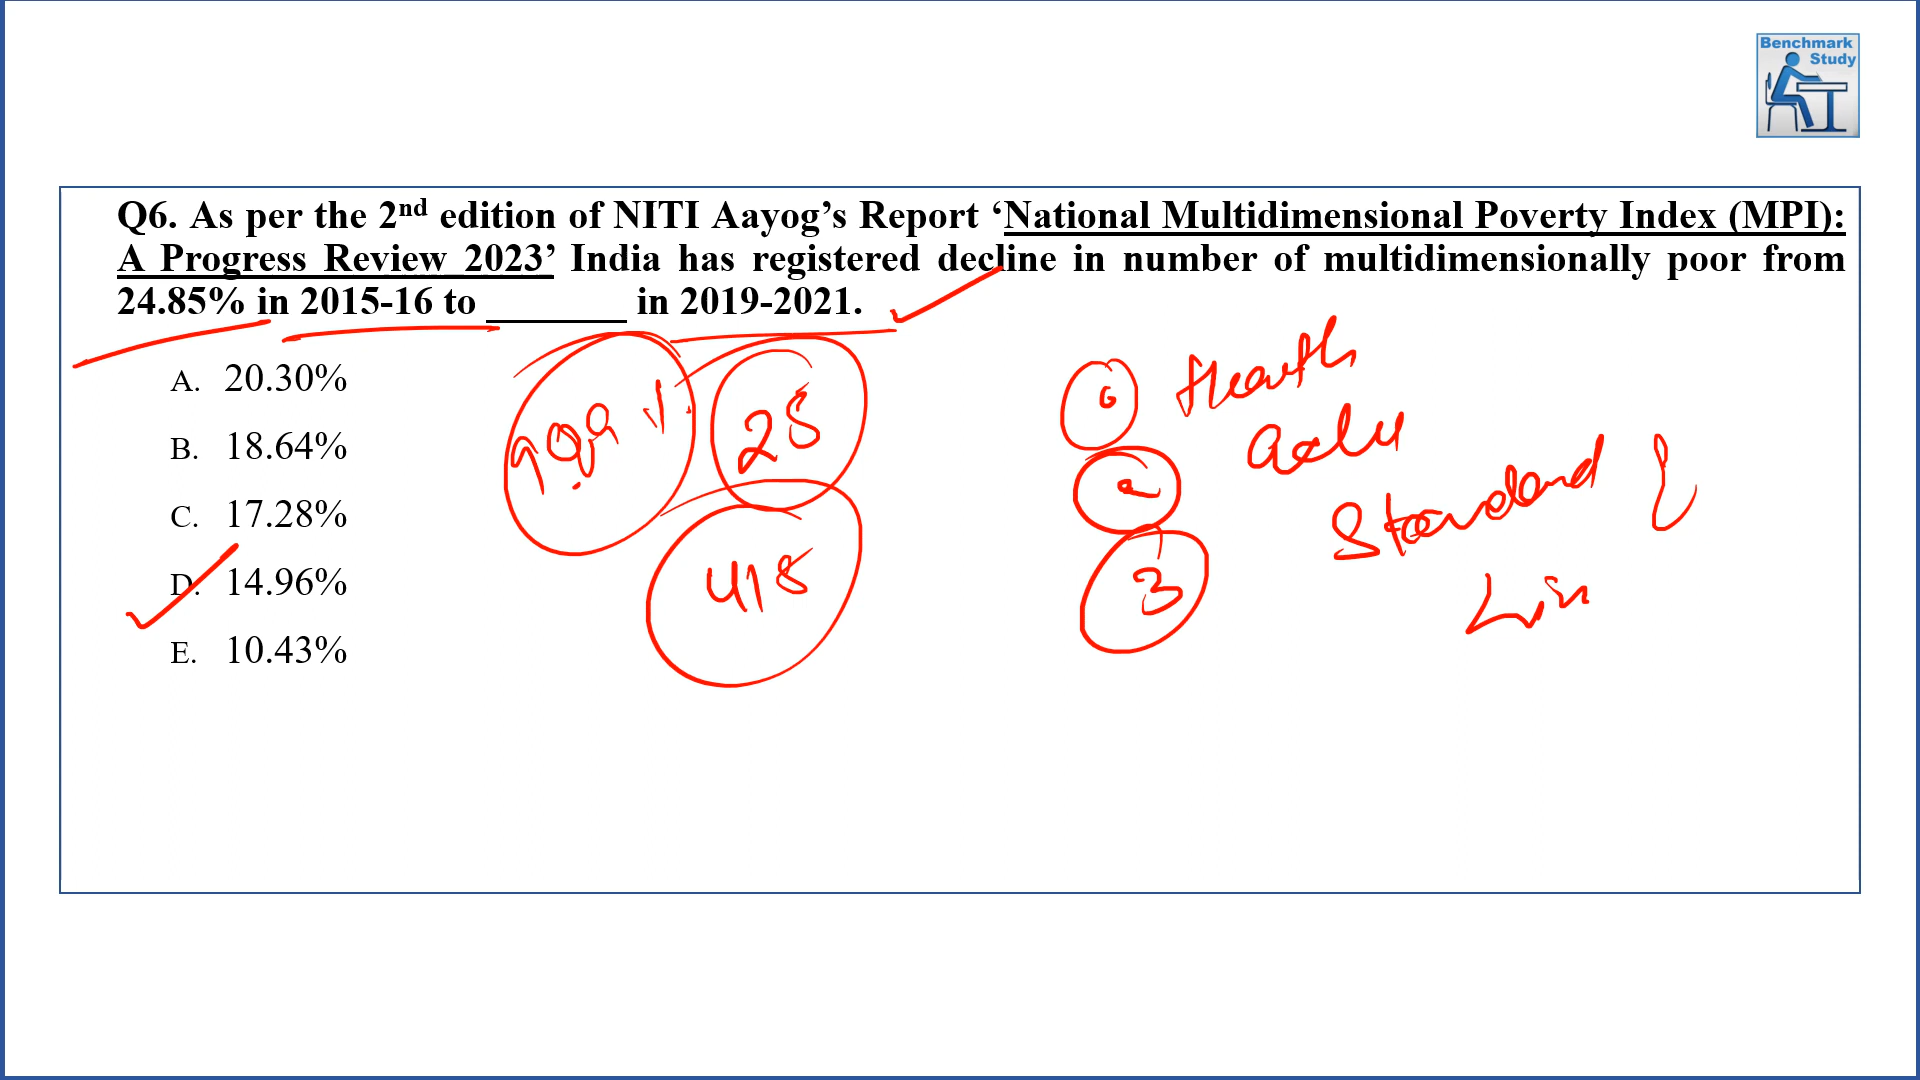 Benchmark
Study
Q6. As per the 2nd edition of NITI Aayog’s Report ‘National Multidimensional Poverty Index (MPI):
A Progress Review 2023’ India has registered decline in number of multidimensionally poor from
24.85% in 2015-16 to _______ in 2019-2021.
A. 20.30%
B. 18.64%
C. 17.28%
D. 14.96%
E. 10.43%
28
415
Health
Standard
3